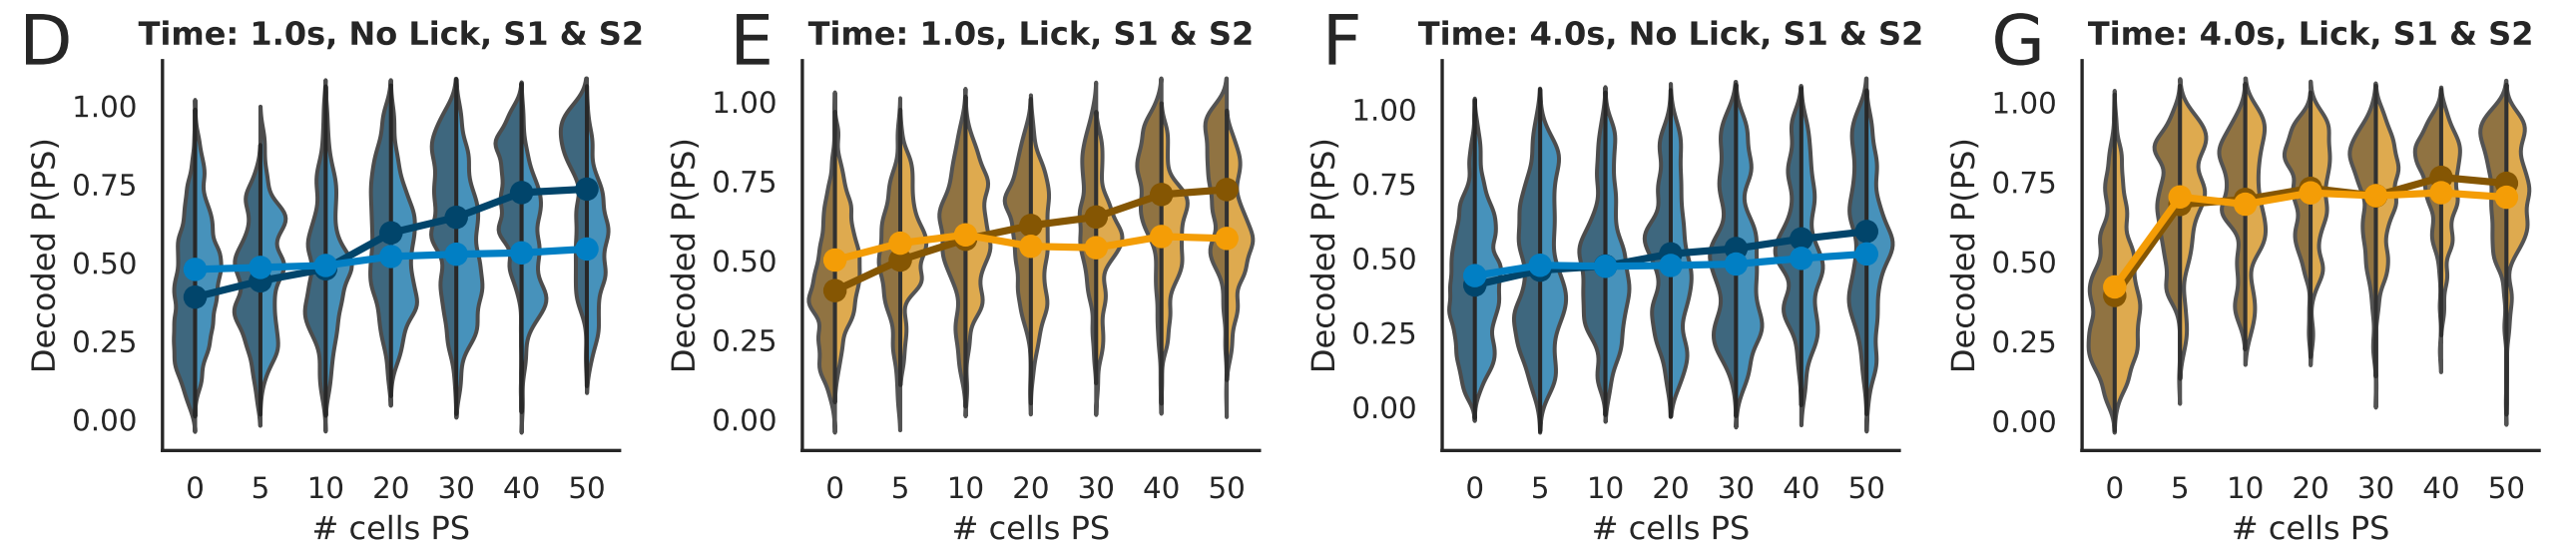 D
Time: 1.0s, No Lick, S1 & S2
Decoded P(PS)
1.00
0.75
0.50
0.25
0.00
0 5 10 20 30 40 50
# cells PS
E
Time: 1.0s, Lick, S1 & S2
Decoded P(PS)
1.00
0.75
0.50
0.25
0.00
0 5 10 20 30 40 50
# cells PS
F
Time: 4.0s, No Lick, S1 & S2
Decoded P(PS)
1.00
0.75
0.50
0.25
0.00
0 5 10 20 30 40 50
# cells PS
G
Time: 4.0s, Lick, S1 & S2
Decoded P(PS)
1.00
0.75
0.50
0.25
0.00
0 5 10 20 30 40 50
# cells PS